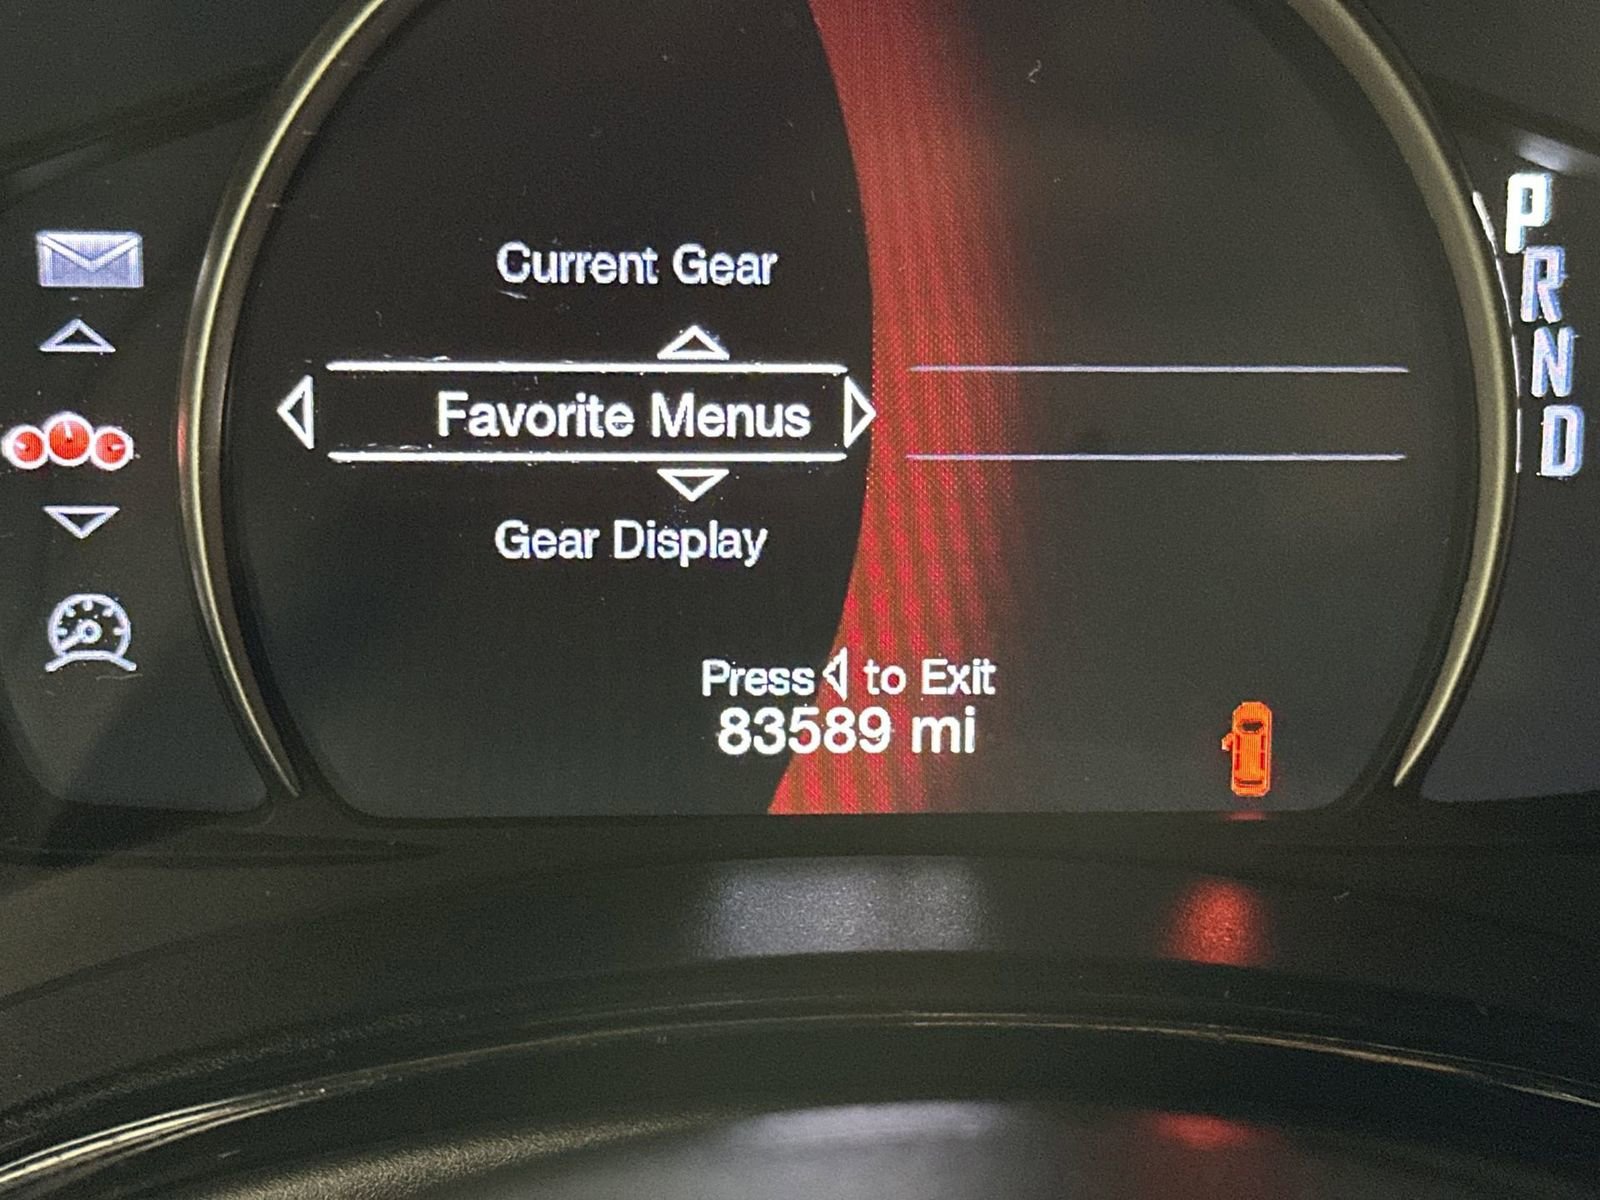 Current Gear
Favorite Menus
Gear Display
Press ◁ to Exit
83589 mi
P
R
N
D